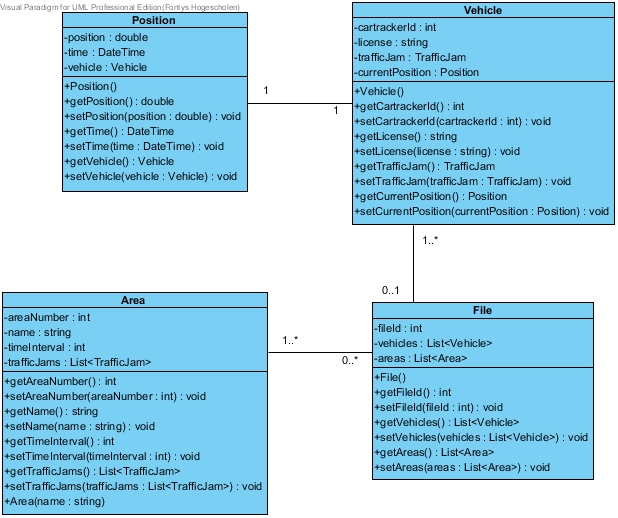 Visual Paradigm for UML Professional Edition(Fontys Hogescholen)
Position
-position : double
-time : DateTime
-vehicle : Vehicle
+Position()
+getPosition() : double
+setPosition(position : double) : void
+getTime() : DateTime
+setTime(time : DateTime) : void
+getVehicle() : Vehicle
+setVehicle(vehicle : Vehicle) : void
1
1
Vehicle
-cartrackerId : int
-license : string
-trafficJam : TrafficJam
-currentPosition : Position
+Vehicle()
+getCartrackerId() : int
+setCartrackerId(cartrackerId : int) : void
+getLicense() : string
+setLicense(license : string) : void
+getTrafficJam() : TrafficJam
+setTrafficJam(trafficJam : TrafficJam) : void
+getCurrentPosition() : Position
+setCurrentPosition(currentPosition : Position) : void
1..*
0..1
Area
-areaNumber : int
-name : string
-timeInterval : int
-trafficJams : List<TrafficJam>
+getAreaNumber() : int
+setAreaNumber(areaNumber : int) : void
+getName() : string
+setName(name : string) : void
+getTimeInterval() : int
+setTimeInterval(timeInterval : int) : void
+getTrafficJams() : List<TrafficJam>
+setTrafficJams(trafficJams : List<TrafficJam>) : void
+Area(name : string)
1..*
0..*
File
-fileId : int
-vehicles : List<Vehicle>
-areas : List<Area>
+File()
+getFileId() : int
+setFileId(fileId : int) : void
+getVehicles() : List<Vehicle>
+setVehicles(vehicles : List<Vehicle>) : void
+getAreas() : List<Area>
+setAreas(areas : List<Area>) : void